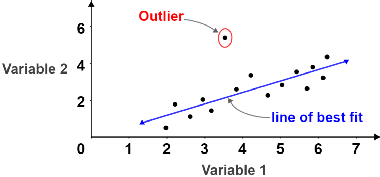 Outlier
6
Variable 2
4
2
line of best fit
0 1 2 3 4 5 6 7
Variable 1